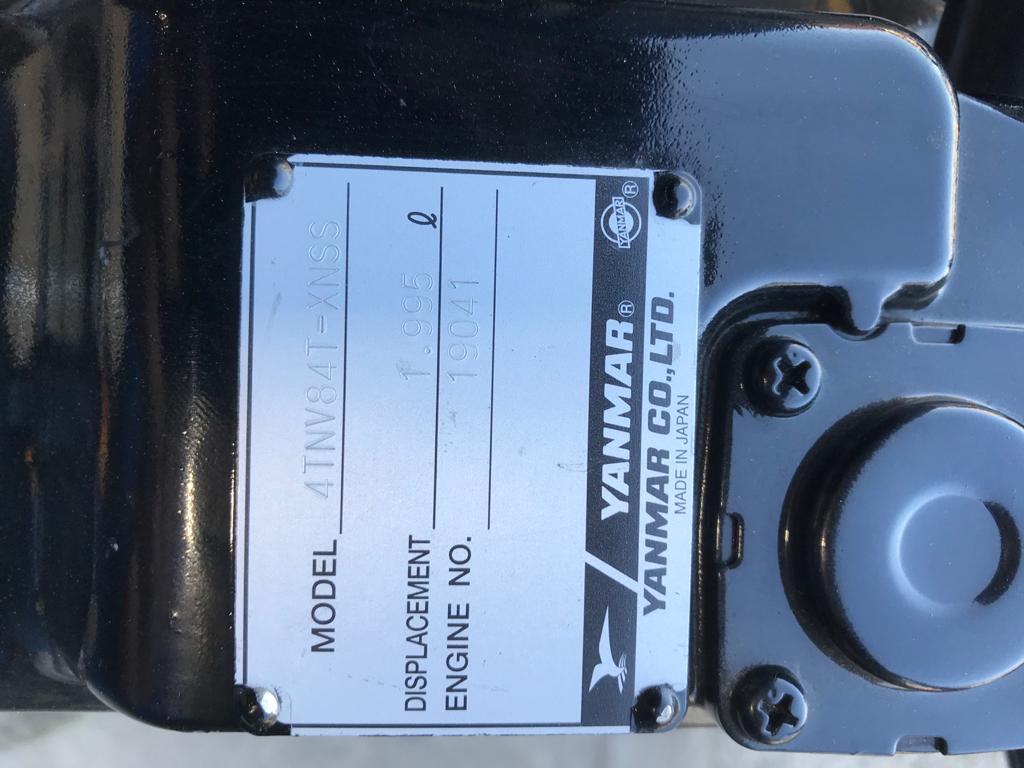 MODEL 4TNV84T=XNSS
DISPLACEMENT 1.995 ℓ
ENGINE NO. 19041
YANMAR® YANMAR ®
YANMAR CO.,LTD.
MADE IN JAPAN